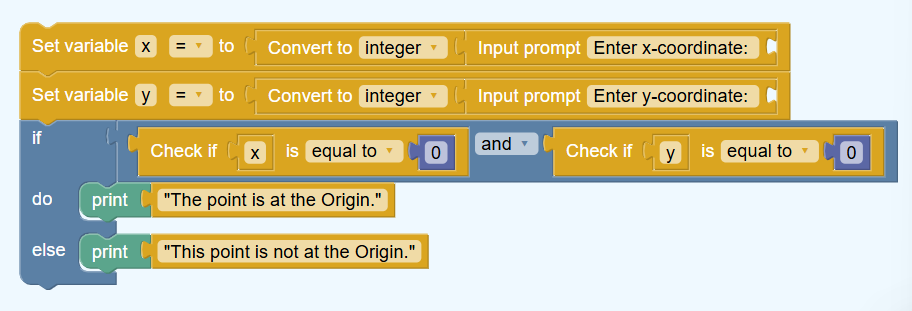 Set variable x = to Convert to integer Input prompt Enter x-coordinate:
Set variable y = to Convert to integer Input prompt Enter y-coordinate:
if Check if x is equal to 0 and Check if y is equal to 0
do print "The point is at the Origin."
else print "This point is not at the Origin."